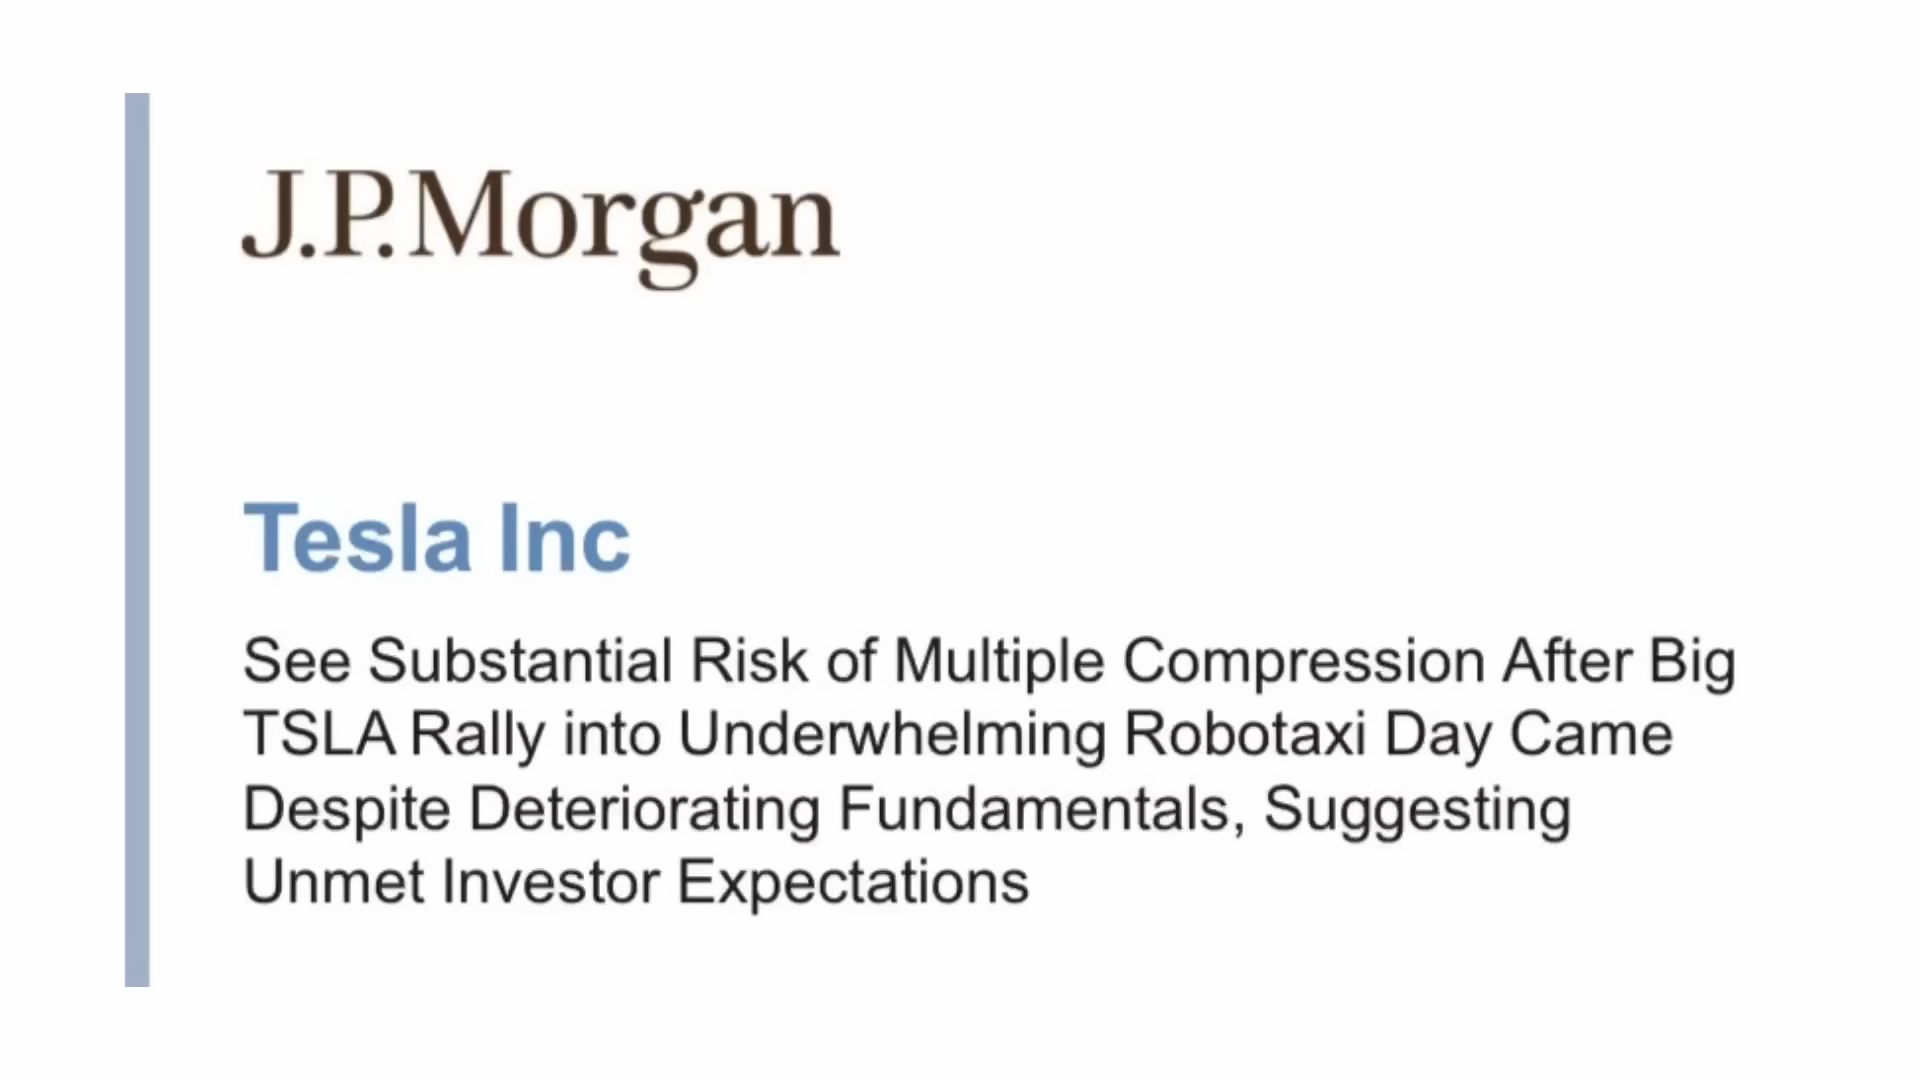 J.P.Morgan
Tesla Inc
See Substantial Risk of Multiple Compression After Big
TSLA Rally into Underwhelming Robotaxi Day Came
Despite Deteriorating Fundamentals, Suggesting
Unmet Investor Expectations